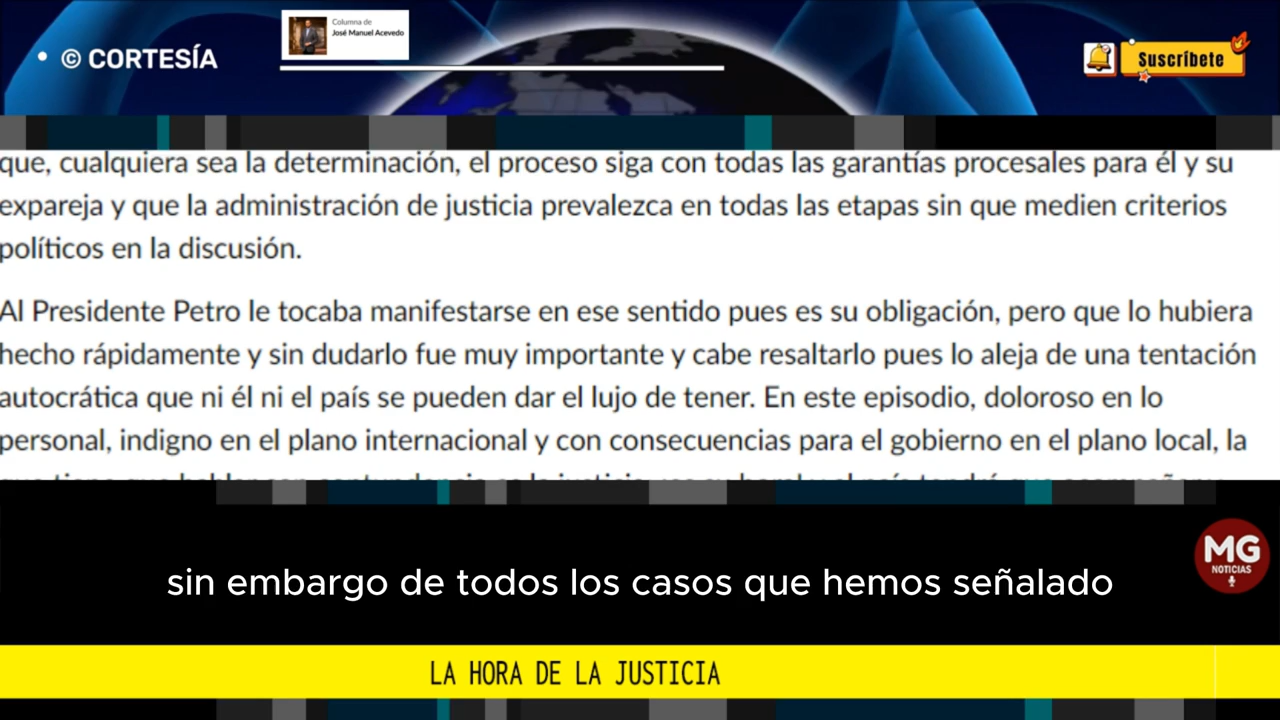 Columna de
José Manuel Acevedo
• © CORTESÍA
Suscríbete
que, cualquiera sea la determinación, el proceso siga con todas las garantías procesales para él y su
expareja y que la administración de justicia prevalezca en todas las etapas sin que medien criterios
políticos en la discusión.
Al Presidente Petro le tocaba manifestarse en ese sentido pues es su obligación, pero que lo hubiera
hecho rápidamente y sin dudarlo fue muy importante y cabe resaltarlo pues lo aleja de una tentación
autocrática que ni él ni el país se pueden dar el lujo de tener. En este episodio, doloroso en lo
personal, indigno en el plano internacional y con consecuencias para el gobierno en el plano local, la
MG
NOTICIAS
sin embargo de todos los casos que hemos señalado
LA HORA DE LA JUSTICIA